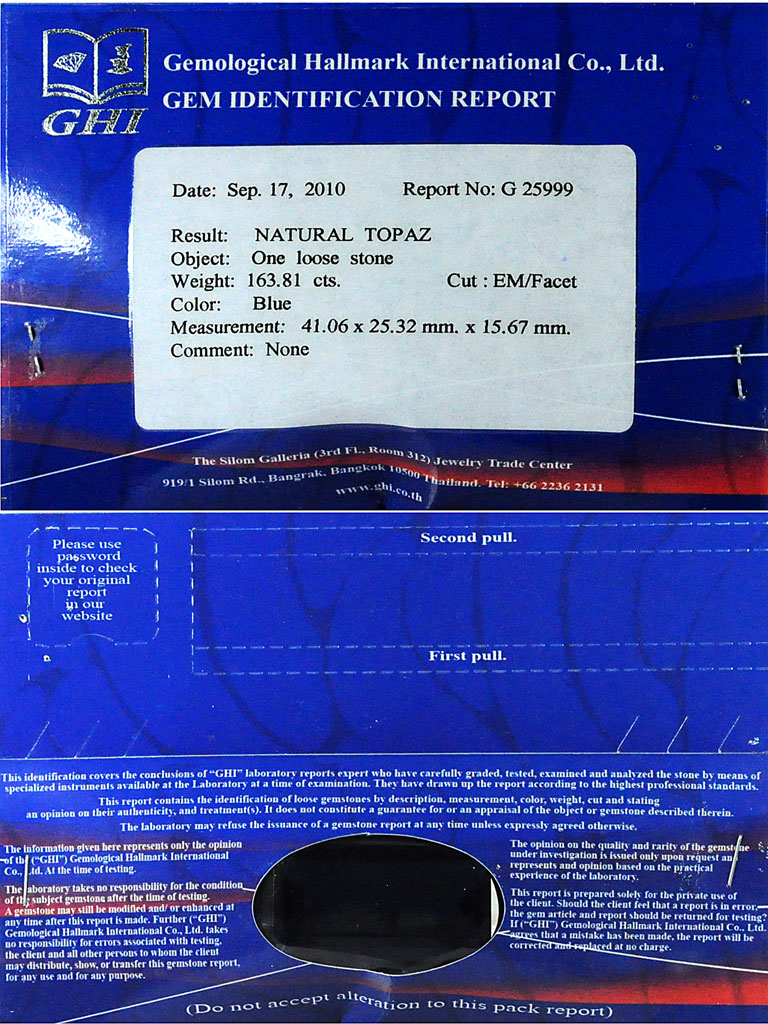 GHI
Gemological Hallmark International Co., Ltd.
GEM IDENTIFICATION REPORT
Date: Sep. 17, 2010 Report No: G 25999
Result: NATURAL TOPAZ
Object: One loose stone
Weight: 163.81 cts. Cut : EM/Facet
Color: Blue
Measurement: 41.06 x 25.32 mm. x 15.67 mm.
Comment: None
The Silom Galleria (3rd Fl., Room 312) Jewelry Trade Center
919/1 Silom Rd., Bangrak, Bangkok 10500 Thailand. Tel: +66 2236 2131
www.ghi.co.th
Please use
password
inside to check
your original
report
in our
website
Second pull.
First pull.
This identification covers the conclusions of “GHI” laboratory reports expert who have carefully graded, tested, examined and analyzed the stone by means of
specialized instruments available at the Laboratory at a time of examination. They have drawn up the report according to the highest professional standards.
This report contains the identification of loose gemstones by description, measurement, color, weight, cut and stating
an opinion on their authenticity, and treatment(s). It does not constitute a guarantee for or an appraisal of the object or gemstone described therein.
The laboratory may refuse the issuance of a gemstone report at any time unless expressly agreed otherwise.
The information given here represents only the opinion
of the (“GHI”) Gemological Hallmark International
Co., Ltd. At the time of testing.
The laboratory takes no responsibility for the condition
of the subject gemstone after the time of testing.
A gemstone may still be modified and/ or enhanced at
any time after this report is made. Further (“GHI”)
Gemological Hallmark International Co., Ltd. takes
no responsibility for errors associated with testing,
the client and all other persons to whom the client
may distribute, show, or transfer this gemstone report,
for any use and for any purpose.
The opinion on the quality and rarity of the gemstone
under investigation is issued only upon request and
represents and opinion based on the practical
experience of the laboratory.
This report is prepared solely for the private use of
the client. Should the client feel that a report is in error,
the gem article and report should be returned for testing?
If (“GHI”) Gemological Hallmark International Co., Ltd.
agrees that a mistake has been made, the report will be
corrected and replaced at no charge.
(Do not accept alteration to this pack report)